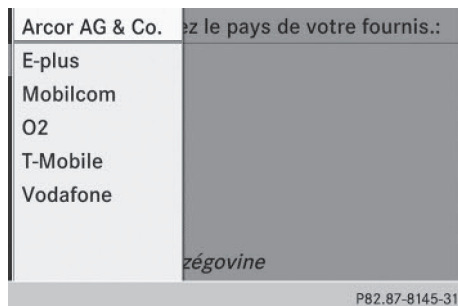 Arcor AG & Co.
ez le pays de votre fournis.:
E-plus
Mobilcom
O2
T-Mobile
Vodafone
zégovine
P82.87-8145-31